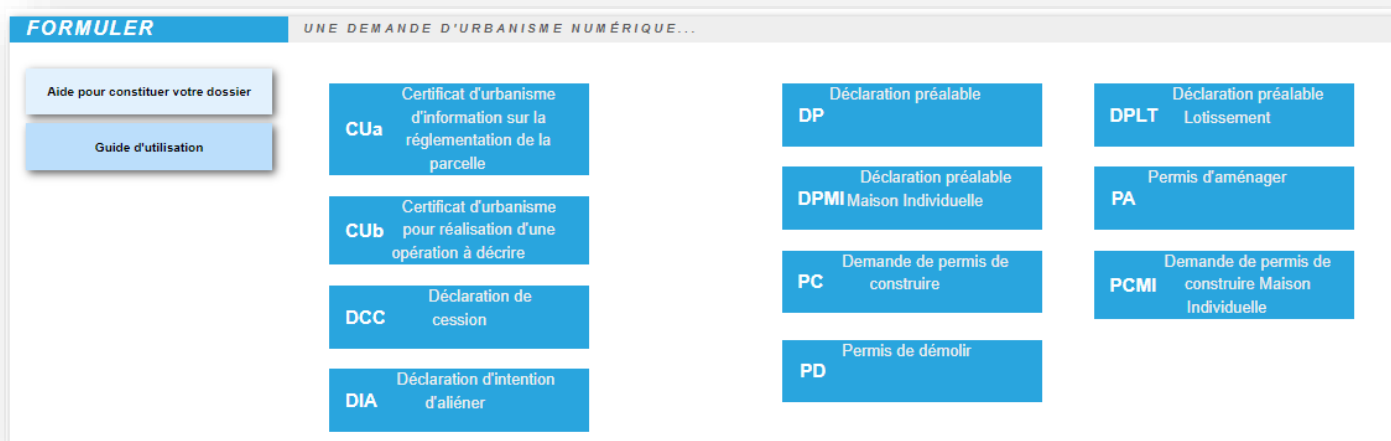 FORMULER
UNE DEMANDE D'URBANISME NUMÉRIQUE...
Aide pour constituer votre dossier
Guide d'utilisation
CUa
Certificat d'urbanisme
d'information sur la
réglementation de la
parcelle
CUb
Certificat d'urbanisme
pour réalisation d'une
opération à décrire
DCC
Déclaration de
cession
DIA
Déclaration d'intention
d'aliéner
DP
Déclaration préalable
DPMI
Déclaration préalable
Maison Individuelle
PC
Demande de permis de
construire
PD
Permis de démolir
DPLT
Déclaration préalable
Lotissement
PA
Permis d'aménager
PCMI
Demande de permis de
construire Maison
Individuelle